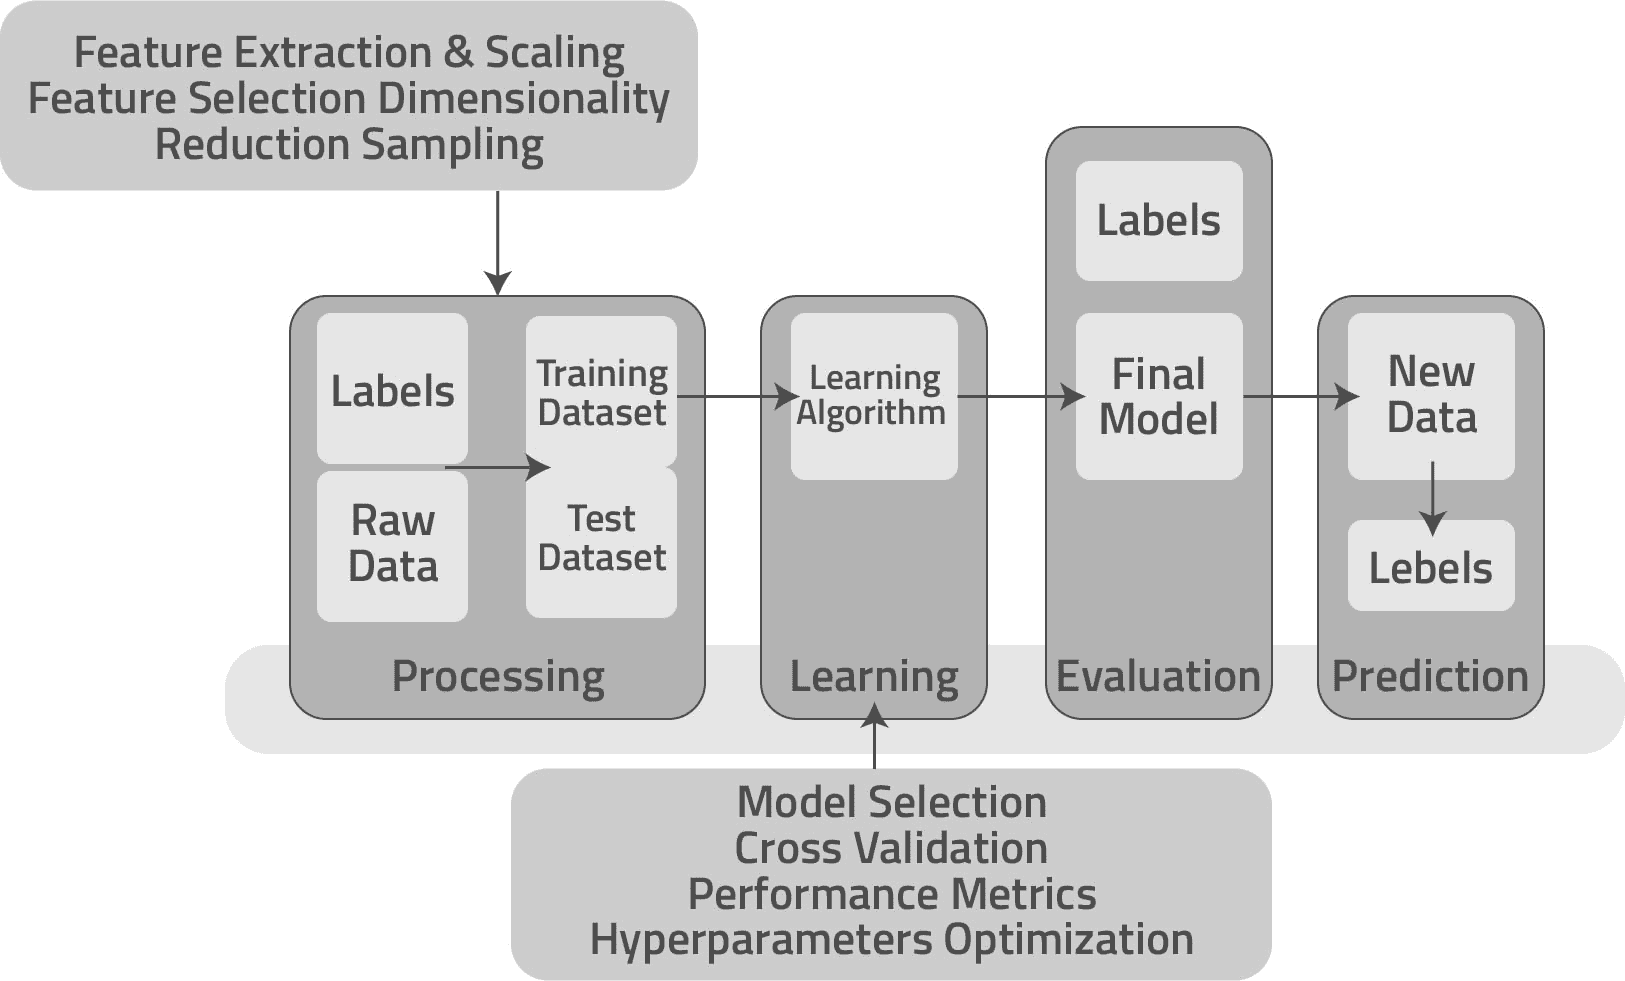 Feature Extraction & Scaling
Feature Selection Dimensionality
Reduction Sampling
Labels
Raw
Data
Training
Dataset
Test
Dataset
Processing
Learning
Algorithm
Learning
Labels
Final
Model
Evaluation
New
Data
Lebels
Prediction
Model Selection
Cross Validation
Performance Metrics
Hyperparameters Optimization